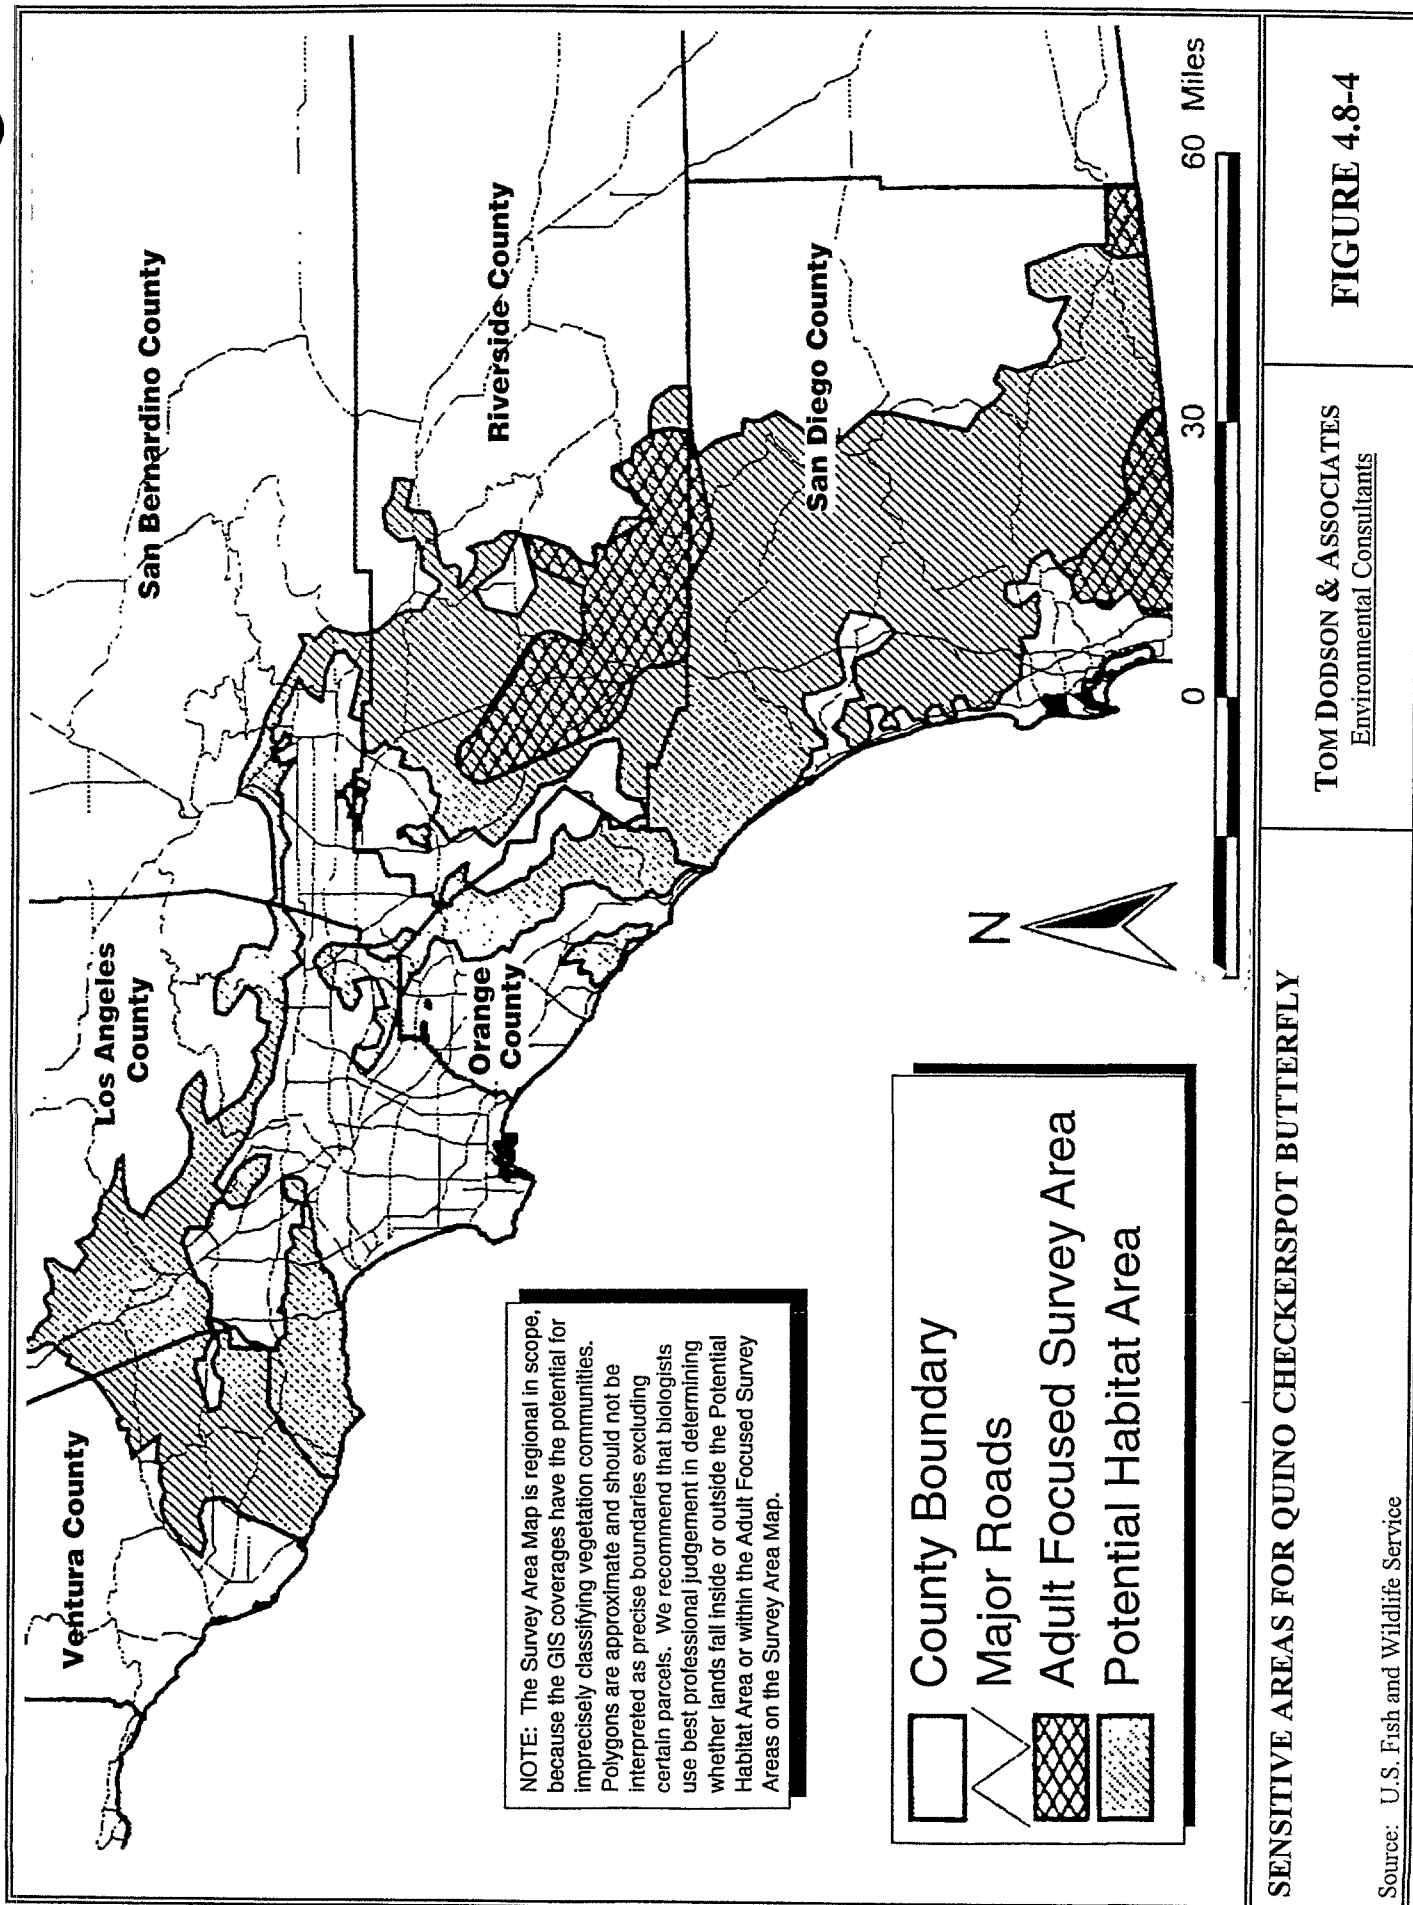 Ventura County
Los Angeles
County
San Bernardino County
Orange
County
Riverside County
San Diego County
NOTE: The Survey Area Map is regional in scope,
because the GIS coverages have the potential for
imprecisely classifying vegetation communities.
Polygons are approximate and should not be
interpreted as precise boundaries excluding
certain parcels. We recommend that biologists
use best professional judgement in determining
whether lands fall inside or outside the Potential
Habitat Area or within the Adult Focused Survey
Areas on the Survey Area Map.
County Boundary
Major Roads
Adult Focused Survey Area
Potential Habitat Area
N
0 30 60 Miles
SENSITIVE AREAS FOR QUINO CHECKERSPOT BUTTERFLY
Source: U.S. Fish and Wildlife Service
TOM DODSON & ASSOCIATES
Environmental Consultants
FIGURE 4.8-4